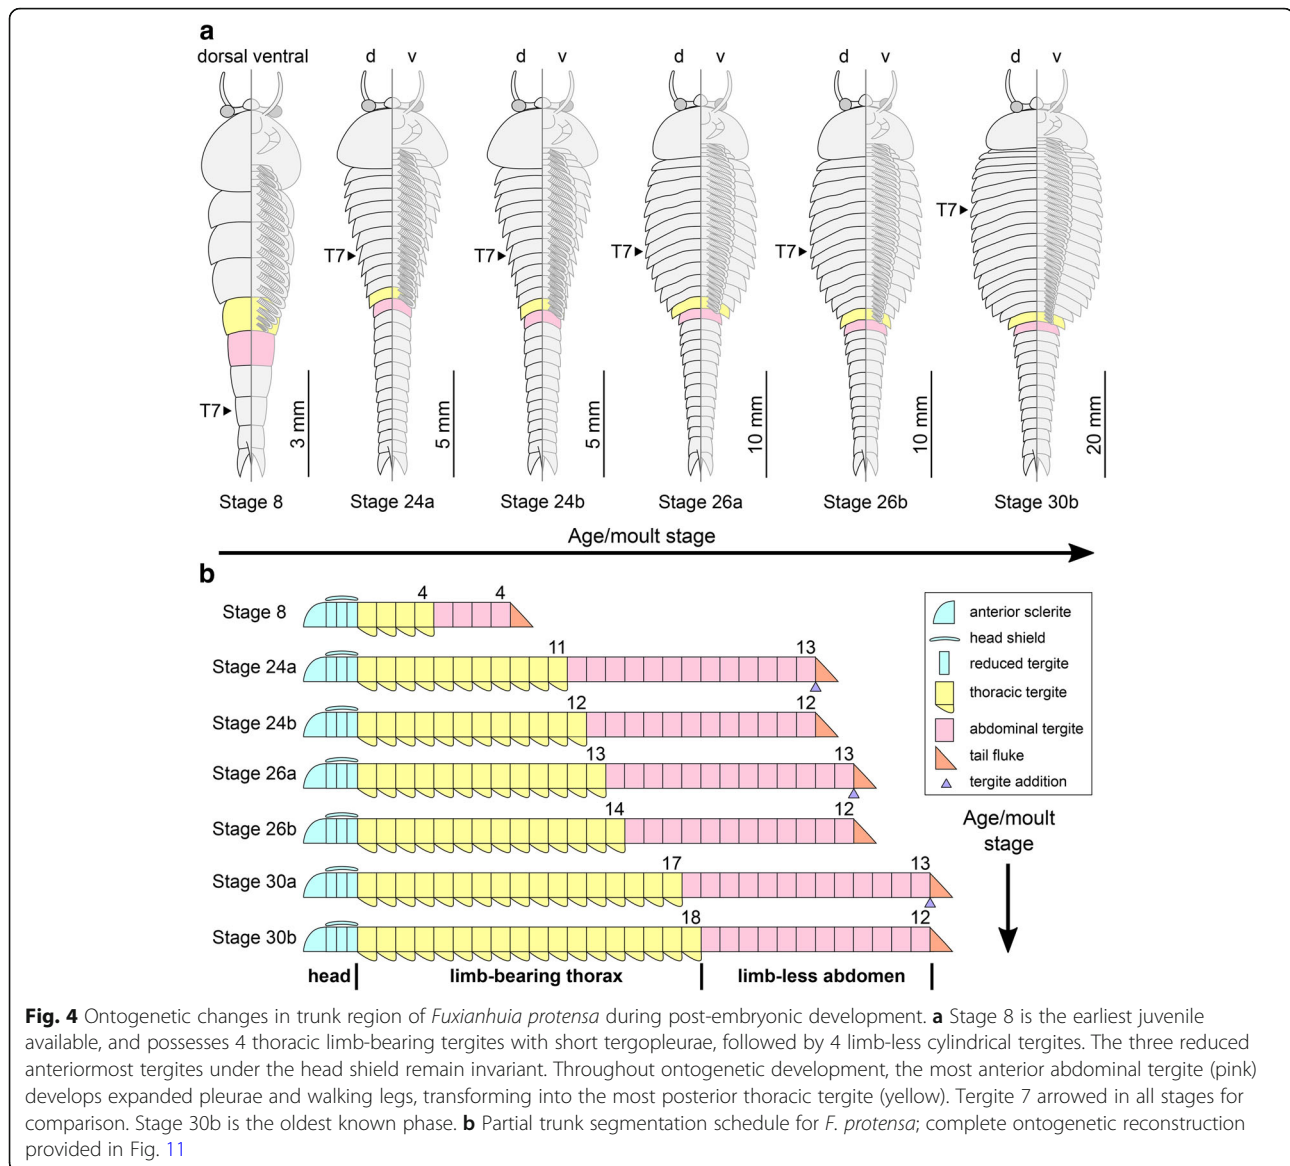 a
dorsal ventral d v d v d v d v d v
T7 T7 T7 T7 T7 T7
3 mm 5 mm 5 mm 10 mm 10 mm 20 mm
Stage 8 Stage 24a Stage 24b Stage 26a Stage 26b Stage 30b
Age/moult stage
b
Stage 8 4 4
Stage 24a 11 13
Stage 24b 12 12
Stage 26a 13 13
Stage 26b 14 12
Stage 30a 17 13
Stage 30b 18 12
head limb-bearing thorax limb-less abdomen
anterior sclerite
head shield
reduced tergite
thoracic tergite
abdominal tergite
tail fluke
tergite addition
Age/moult
stage
Fig. 4 Ontogenetic changes in trunk region of Fuxianhuia protensa during post-embryonic development. a Stage 8 is the earliest juvenile
available, and possesses 4 thoracic limb-bearing tergites with short tergopleurae, followed by 4 limb-less cylindrical tergites. The three reduced
anteriormost tergites under the head shield remain invariant. Throughout ontogenetic development, the most anterior abdominal tergite (pink)
develops expanded pleurae and walking legs, transforming into the most posterior thoracic tergite (yellow). Tergite 7 arrowed in all stages for
comparison. Stage 30b is the oldest known phase. b Partial trunk segmentation schedule for F. protensa; complete ontogenetic reconstruction
provided in Fig. 11